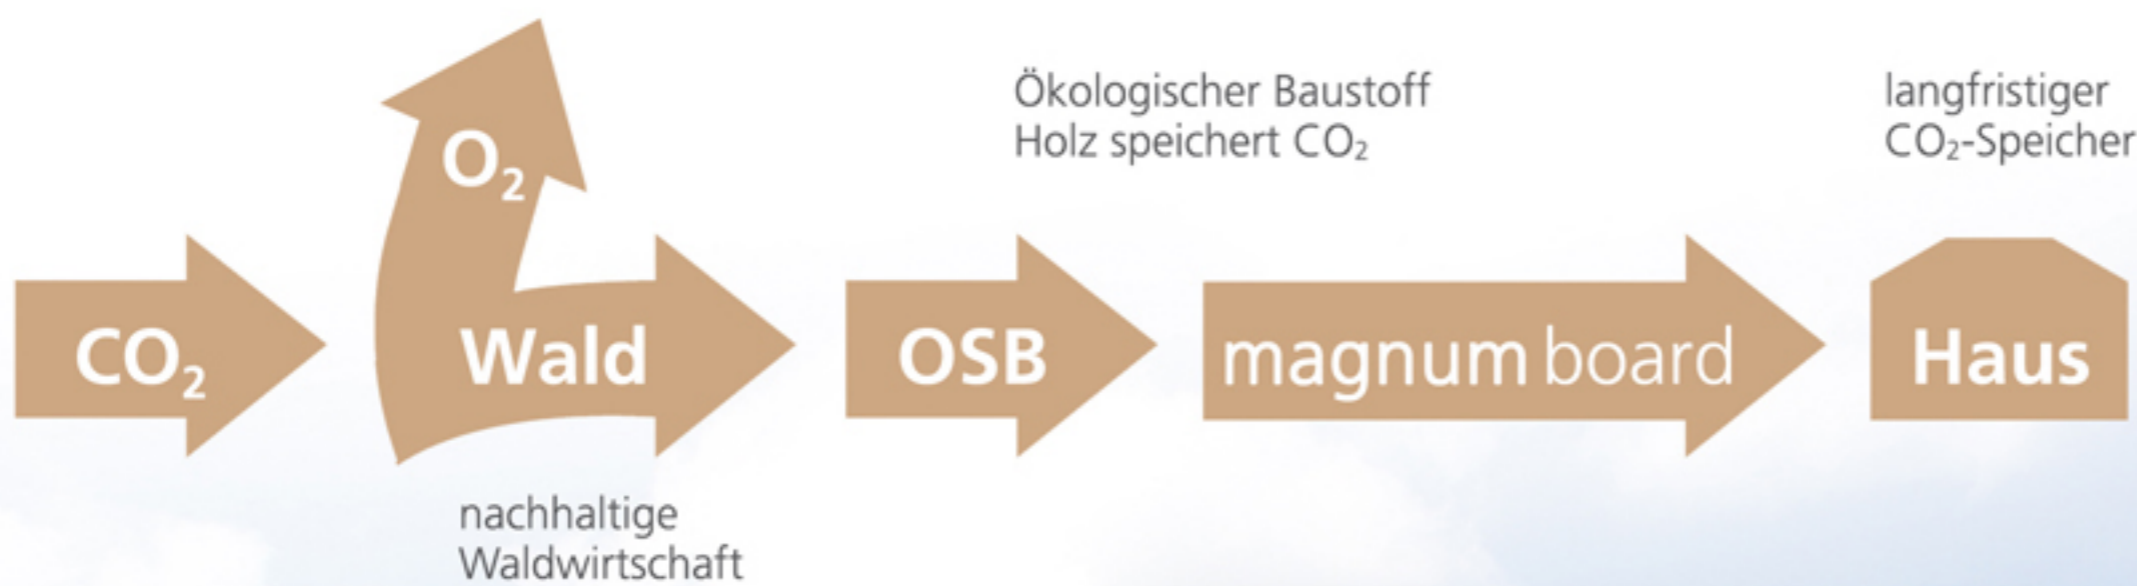 O₂
Ökologischer Baustoff
Holz speichert CO₂
langfristiger
CO₂-Speicher
CO₂
Wald
OSB
magnum board
Haus
nachhaltige
Waldwirtschaft